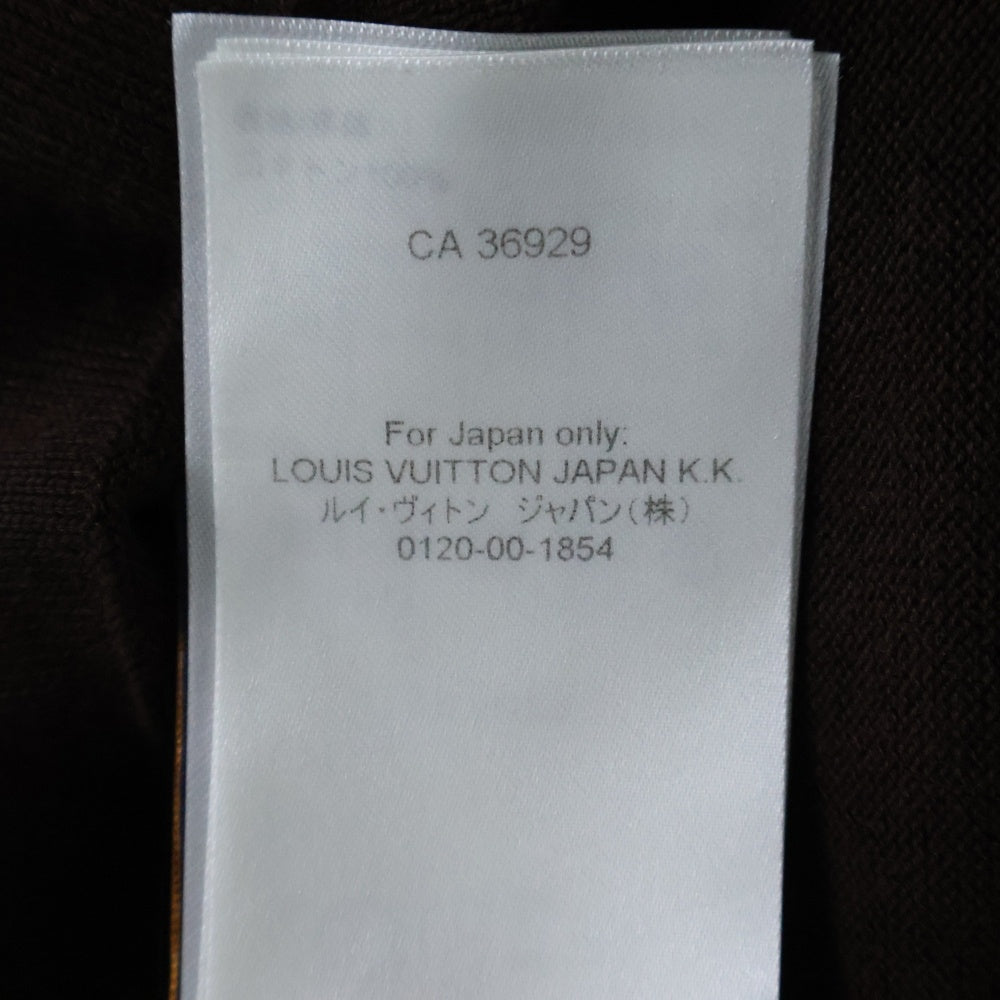 CA 36929
For Japan only:
LOUIS VUITTON JAPAN K.K.
ルイ・ヴィトン ジャパン(株)
0120-00-1854